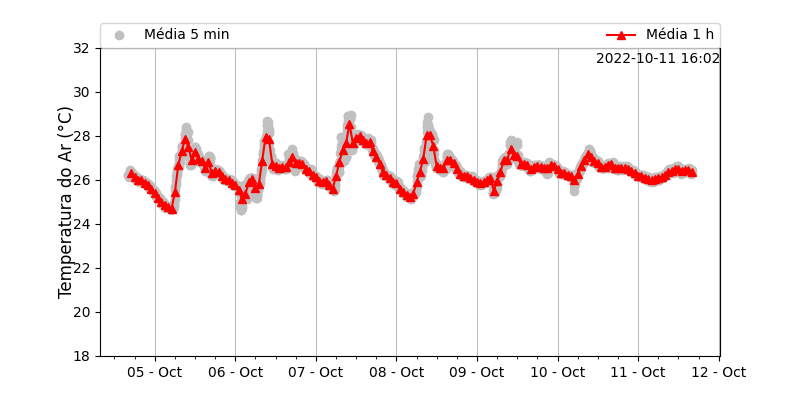 Média 5 min
Média 1 h
2022-10-11 16:02
Temperatura do Ar (°C)
32
30
28
26
24
22
20
18
05 - Oct
06 - Oct
07 - Oct
08 - Oct
09 - Oct
10 - Oct
11 - Oct
12 - Oct